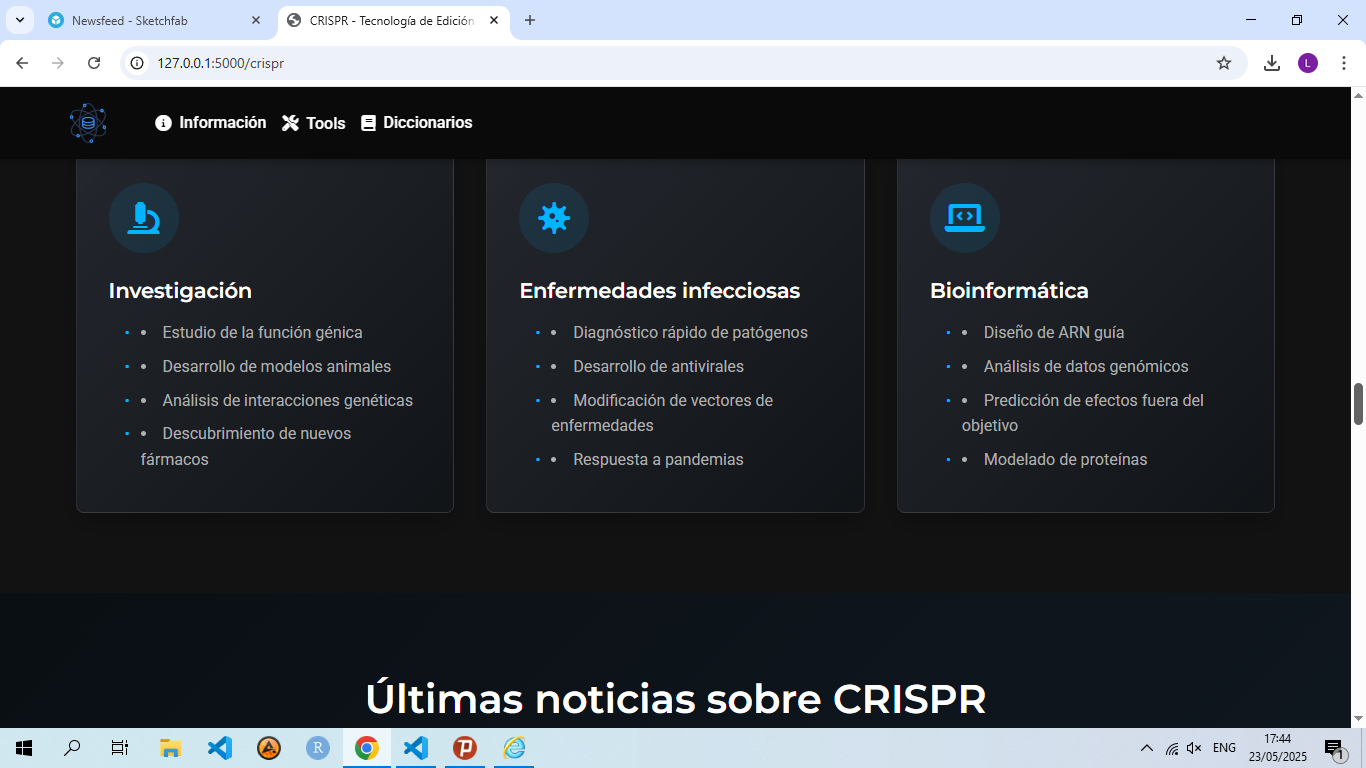 Newsfeed - Sketchfab
CRISPR - Tecnología de Edición
127.0.0.1:5000/crispr
L
Información
Tools
Diccionarios
Investigación
• Estudio de la función génica
• Desarrollo de modelos animales
• Análisis de interacciones genéticas
• Descubrimiento de nuevos
fármacos
Enfermedades infecciosas
• Diagnóstico rápido de patógenos
• Desarrollo de antivirales
• Modificación de vectores de
enfermedades
• Respuesta a pandemias
Bioinformática
• Diseño de ARN guía
• Análisis de datos genómicos
• Predicción de efectos fuera del
objetivo
• Modelado de proteínas
Últimas noticias sobre CRISPR
R
ENG
17:44
23/05/2025
1